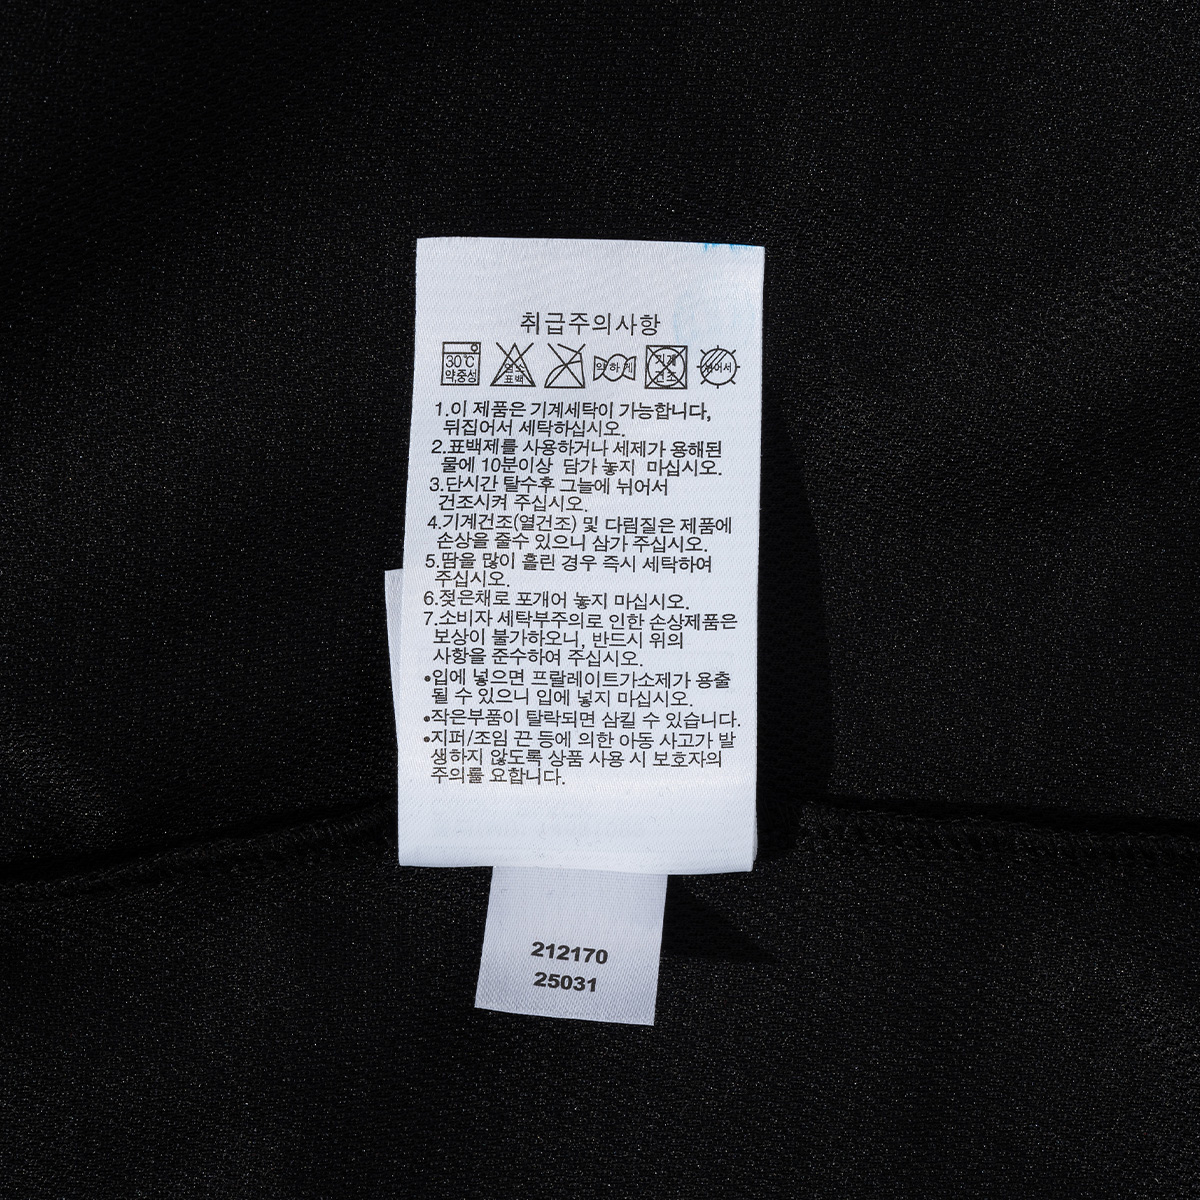 취급주의사항
30℃ 약,중성 염소 표백 약하게 기계 건조 뉘어서
1.이 제품은 기계세탁이 가능합니다,
뒤집어서 세탁하십시오.
2.표백제를 사용하거나 세제가 용해된
물에 10분이상 담가 놓지 마십시오.
3.단시간 탈수후 그늘에 뉘어서
건조시켜 주십시오.
4.기계건조(열건조) 및 다림질은 제품에
손상을 줄수 있으니 삼가 주십시오.
5.땀을 많이 흘린 경우 즉시 세탁하여
주십시오.
6.젖은채로 포개어 놓지 마십시오.
7.소비자 세탁부주의로 인한 손상제품은
보상이 불가하오니, 반드시 위의
사항을 준수하여 주십시오.
•입에 넣으면 프탈레이트가소제가 용출
될 수 있으니 입에 넣지 마십시오.
•작은부품이 탈락되면 삼킬 수 있습니다.
•지퍼/조임 끈 등에 의한 아동 사고가 발
생하지 않도록 상품 사용 시 보호자의
주의를 요합니다.
212170
25031